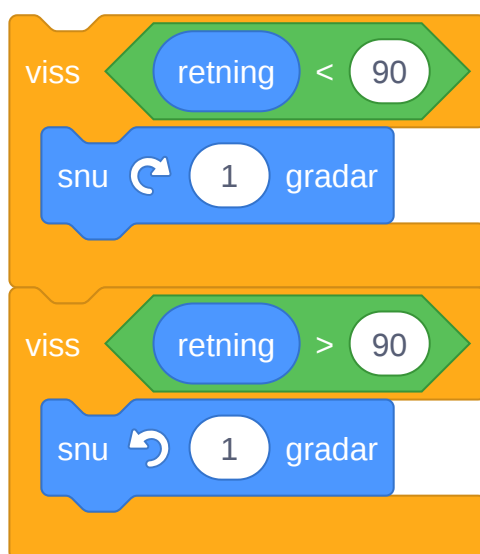 viss retning < 90
snu 1 gradar
viss retning > 90
snu 1 gradar